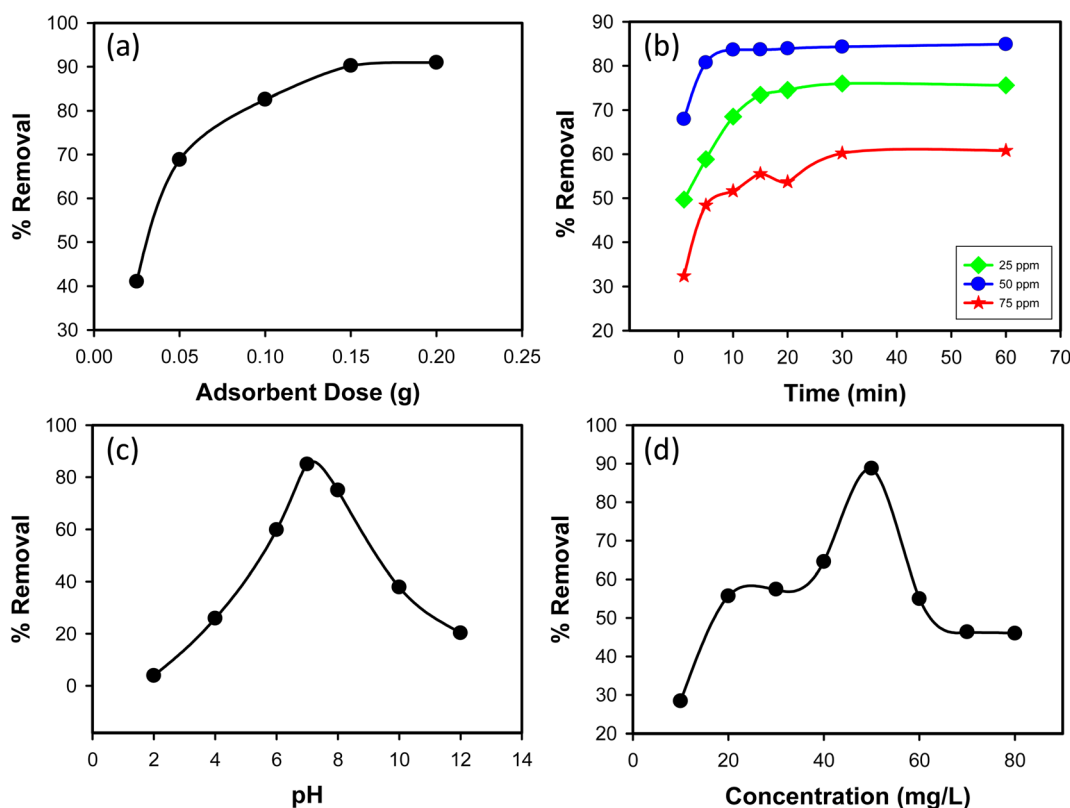 (a)
% Removal
100
90
80
70
60
50
40
30
0.00 0.05 0.10 0.15 0.20 0.25
Adsorbent Dose (g)
(b)
% Removal
90
80
70
60
50
40
30
20
0 10 20 30 40 50 60 70
Time (min)
25 ppm
50 ppm
75 ppm
(c)
% Removal
100
80
60
40
20
0
0 2 4 6 8 10 12 14
pH
(d)
% Removal
100
90
80
70
60
50
40
30
20
0 20 40 60 80
Concentration (mg/L)